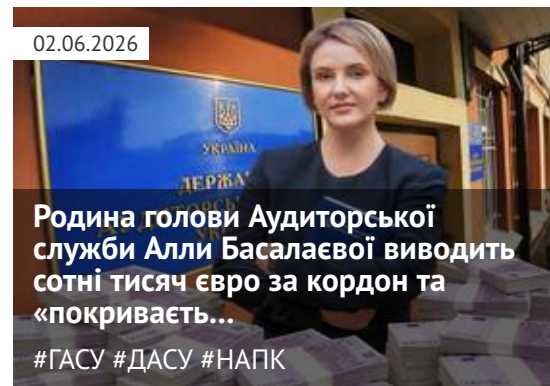 02.06.2026
УКРАЇНА
Родина голови Аудиторської
служби Алли Басалаєвої виводить
сотні тисяч євро за кордон та
«покриваєть...
#ГАСУ #ДАСУ #НАПК